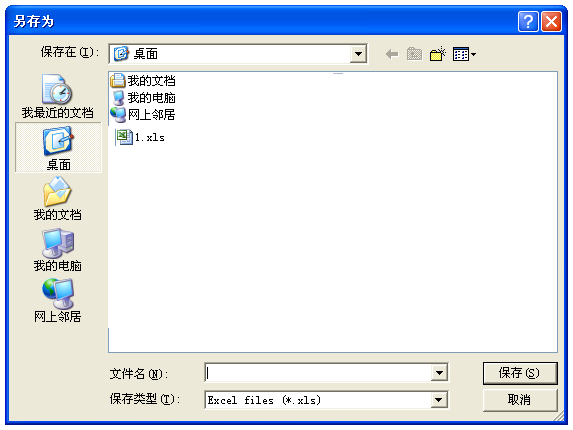 另存为
保存在(I):
桌面
我的文档
我的电脑
网上邻居
1.xls
我最近的文档
桌面
我的文档
我的电脑
网上邻居
文件名(N):
保存(S)
保存类型(T):
Excel files (*.xls)
取消